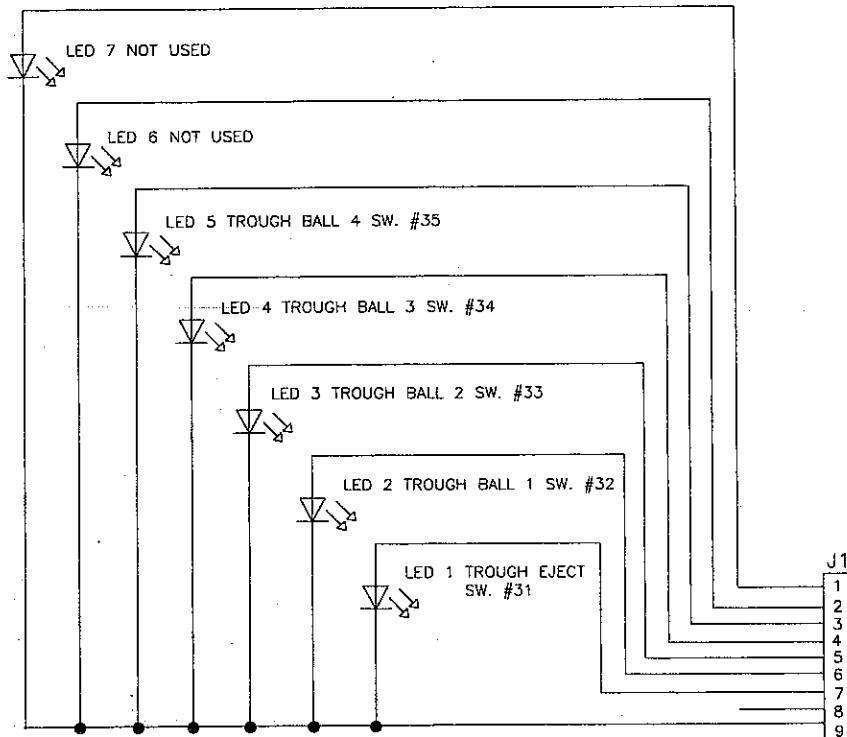 LED 7 NOT USED
LED 6 NOT USED
LED 5 TROUGH BALL 4 SW. #35
LED 4 TROUGH BALL 3 SW. #34
LED 3 TROUGH BALL 2 SW. #33
LED 2 TROUGH BALL 1 SW. #32
LED 1 TROUGH EJECT
SW. #31
J1
1
2
3
4
5
6
7
8
9